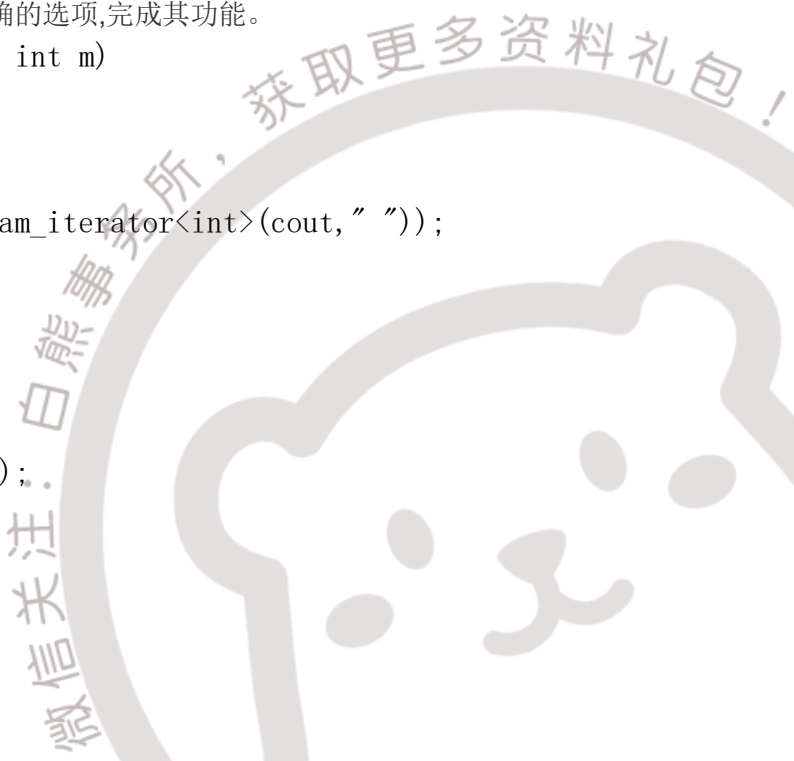 确的选项,完成其功能。
int m)
am_iterator<int>(cout," "));
);
微信关注：白熊事务所，获取更多资料礼包！